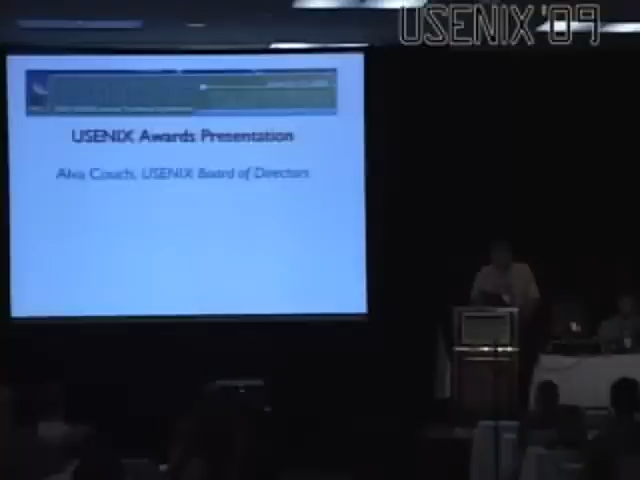 USENIX'09
USENIX Awards Presentation
Alva Couch, USENIX Board of Directors